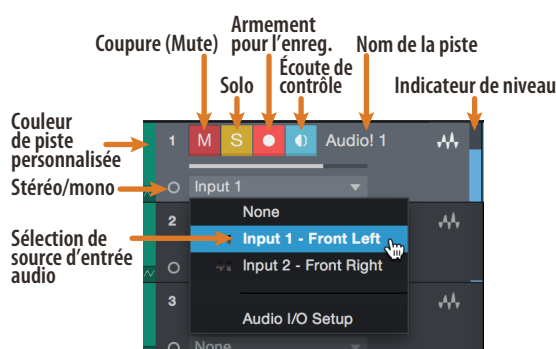 Coupure (Mute)
Armement
pour l'enreg.
Nom de la piste
Solo
Écoute de
contrôle
Indicateur de niveau
Couleur
de piste
personnalisée
1 M S Audio! 1
Stéréo/mono
Input 1
2
None
Sélection de
source d'entrée
audio
Input 1 - Front Left
Input 2 - Front Right
3
Audio I/O Setup
None